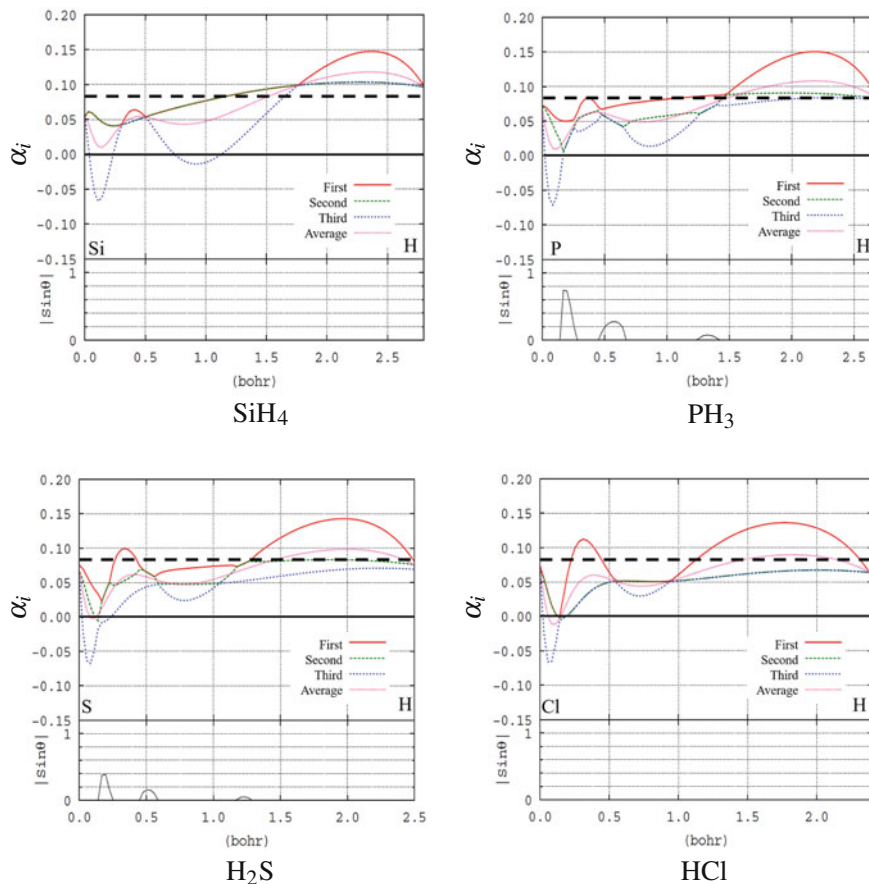 0.20 0.20
0.15 0.15
0.10 0.10
0.05 0.05
αi 0.00 αi 0.00
-0.05 -0.05
First First
Second Second
-0.10 Third -0.10 Third
Average Average
Si H P H
-0.15 -0.15
1 1
|Sinθ| |Sinθ|
0 0
0.0 0.5 1.0 1.5 2.0 2.5 0.0 0.5 1.0 1.5 2.0 2.5
(bohr) (bohr)
SiH4 PH3
0.20 0.20
0.15 0.15
0.10 0.10
0.05 0.05
αi 0.00 αi 0.00
First First
-0.05 Second -0.05 Second
Third Third
-0.10 Average -0.10 Average
S H Cl H
-0.15 -0.15
1 1
|Sinθ| |Sinθ|
0 0
0.0 0.5 1.0 1.5 2.0 2.5 0.0 0.5 1.0 1.5 2.0
(bohr) (bohr)
H2S HCl